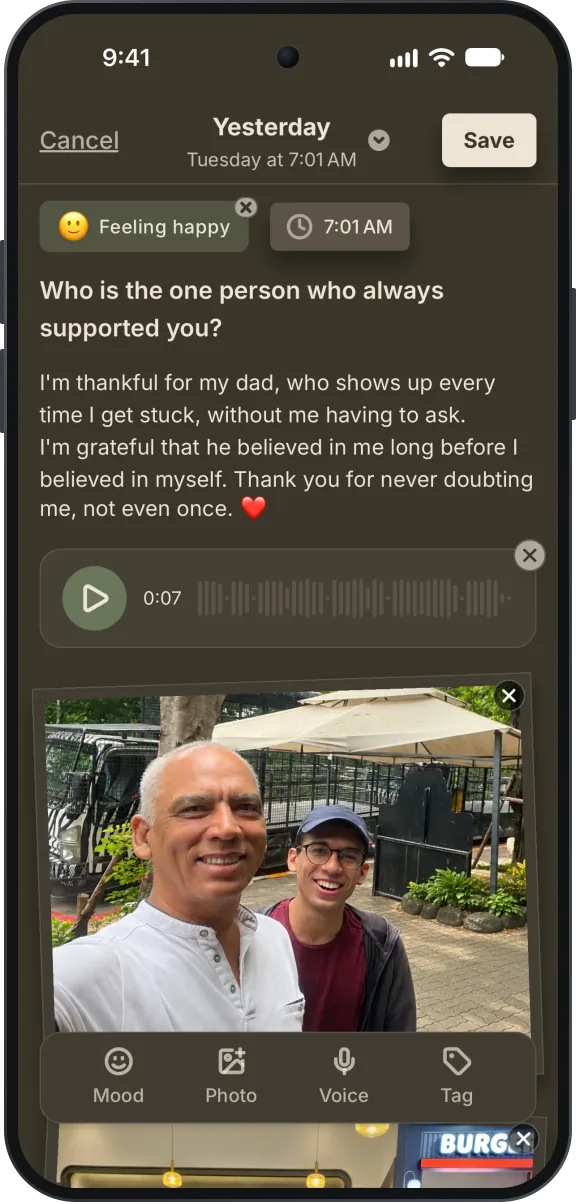 9:41
Cancel
Yesterday
Tuesday at 7:01 AM
Save
🙂 Feeling happy
7:01 AM
Who is the one person who always
supported you?
I'm thankful for my dad, who shows up every
time I get stuck, without me having to ask.
I'm grateful that he believed in me long before I
believed in myself. Thank you for never doubting
me, not even once. ❤️
0:07
Mood
Photo
Voice
Tag